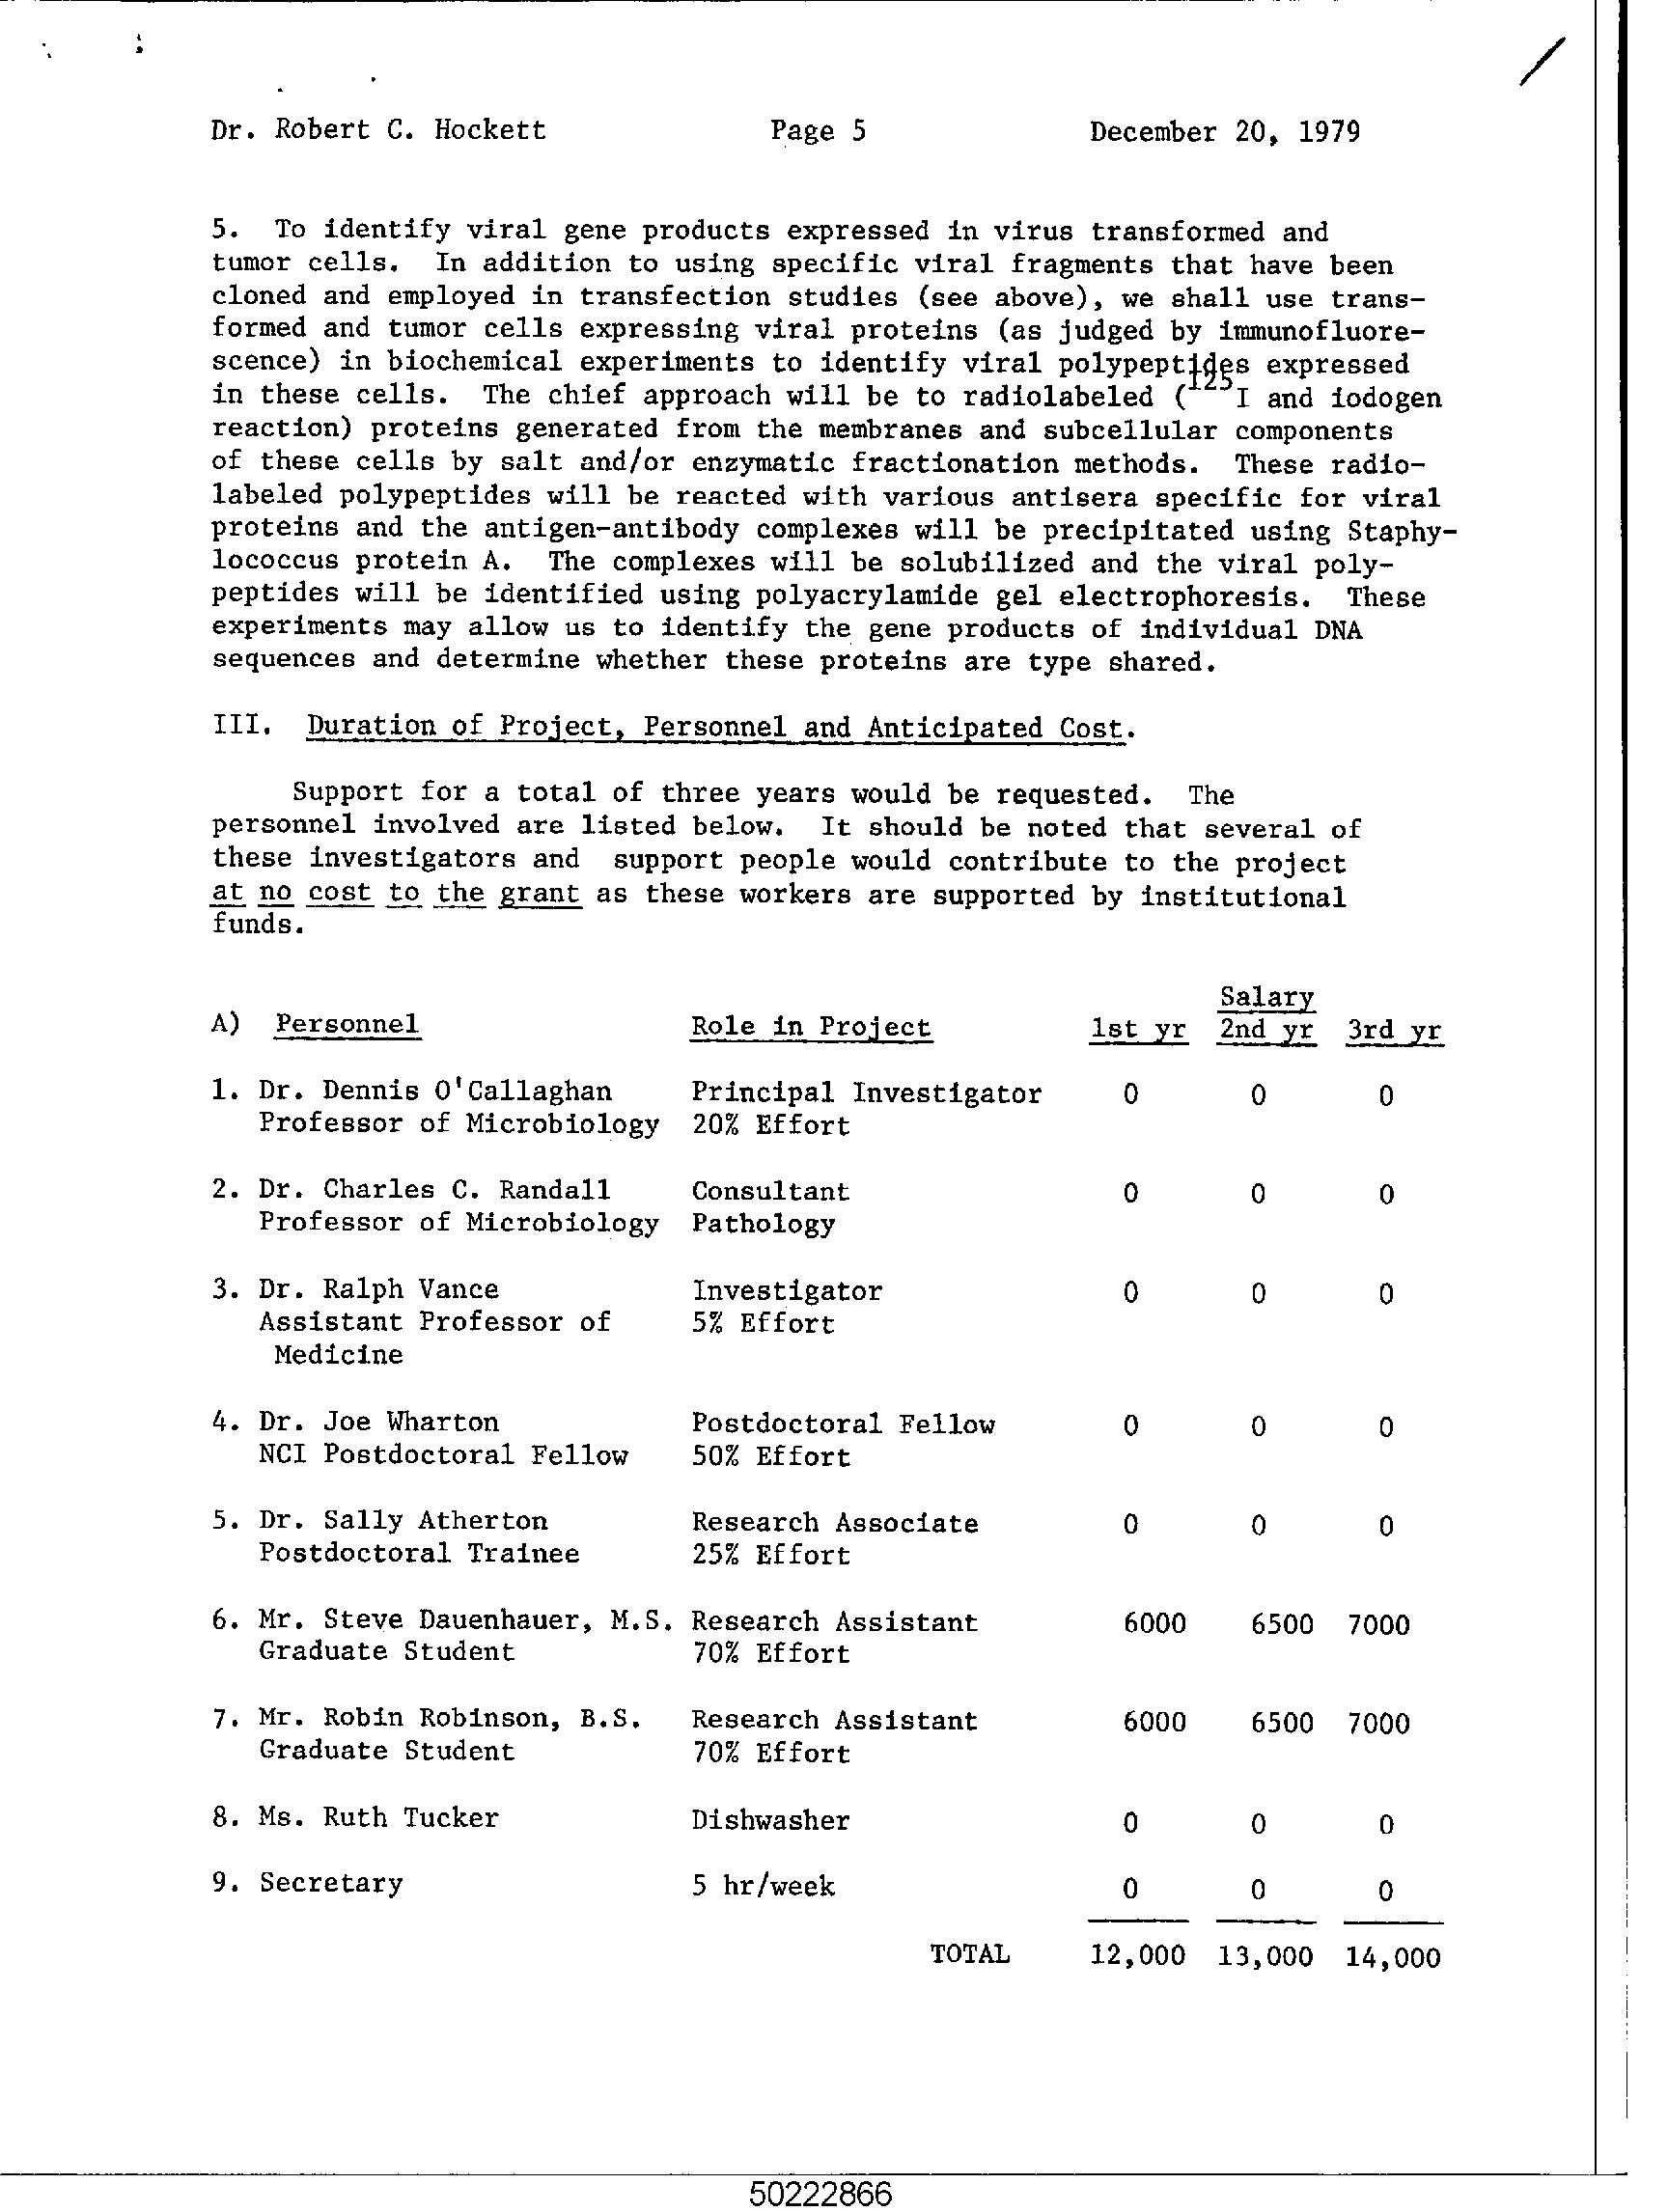 Dr. Robert C. Hockett Page 5 December 20, 1979
5. To identify viral gene products expressed in virus transformed and
tumor cells. In addition to using specific viral fragments that have been
cloned and employed in transfection studies (see above), we shall use trans-
formed and tumor cells expressing viral proteins (as judged by immunofluore-
scence) in biochemical experiments to identify viral polypeptides expressed
in these cells. The chief approach will be to radiolabeled (125I and iodogen
reaction) proteins generated from the membranes and subcellular components
of these cells by salt and/or enzymatic fractionation methods. These radio-
labeled polypeptides will be reacted with various antisera specific for viral
proteins and the antigen-antibody complexes will be precipitated using Staphy-
lococcus protein A. The complexes will be solubilized and the viral poly-
peptides will be identified using polyacrylamide gel electrophoresis. These
experiments may allow us to identify the gene products of individual DNA
sequences and determine whether these proteins are type shared.
III. Duration of Project, Personnel and Anticipated Cost.
Support for a total of three years would be requested. The
personnel involved are listed below. It should be noted that several of
these investigators and support people would contribute to the project
at no cost to the grant as these workers are supported by institutional
funds.
Salary
A) Personnel Role in Project 1st yr 2nd yr 3rd yr
1. Dr. Dennis O'Callaghan Principal Investigator 0 0 0
Professor of Microbiology 20% Effort
2. Dr. Charles C. Randall Consultant 0 0 0
Professor of Microbiology Pathology
3. Dr. Ralph Vance Investigator 0 0 0
Assistant Professor of 5% Effort
Medicine
4. Dr. Joe Wharton Postdoctoral Fellow 0 0 0
NCI Postdoctoral Fellow 50% Effort
5. Dr. Sally Atherton Research Associate 0 0 0
Postdoctoral Trainee 25% Effort
6. Mr. Steve Dauenhauer, M.S. Research Assistant 6000 6500 7000
Graduate Student 70% Effort
7. Mr. Robin Robinson, B.S. Research Assistant 6000 6500 7000
Graduate Student 70% Effort
8. Ms. Ruth Tucker Dishwasher 0 0 0
9. Secretary 5 hr/week 0 0 0
TOTAL 12,000 13,000 14,000
50222866